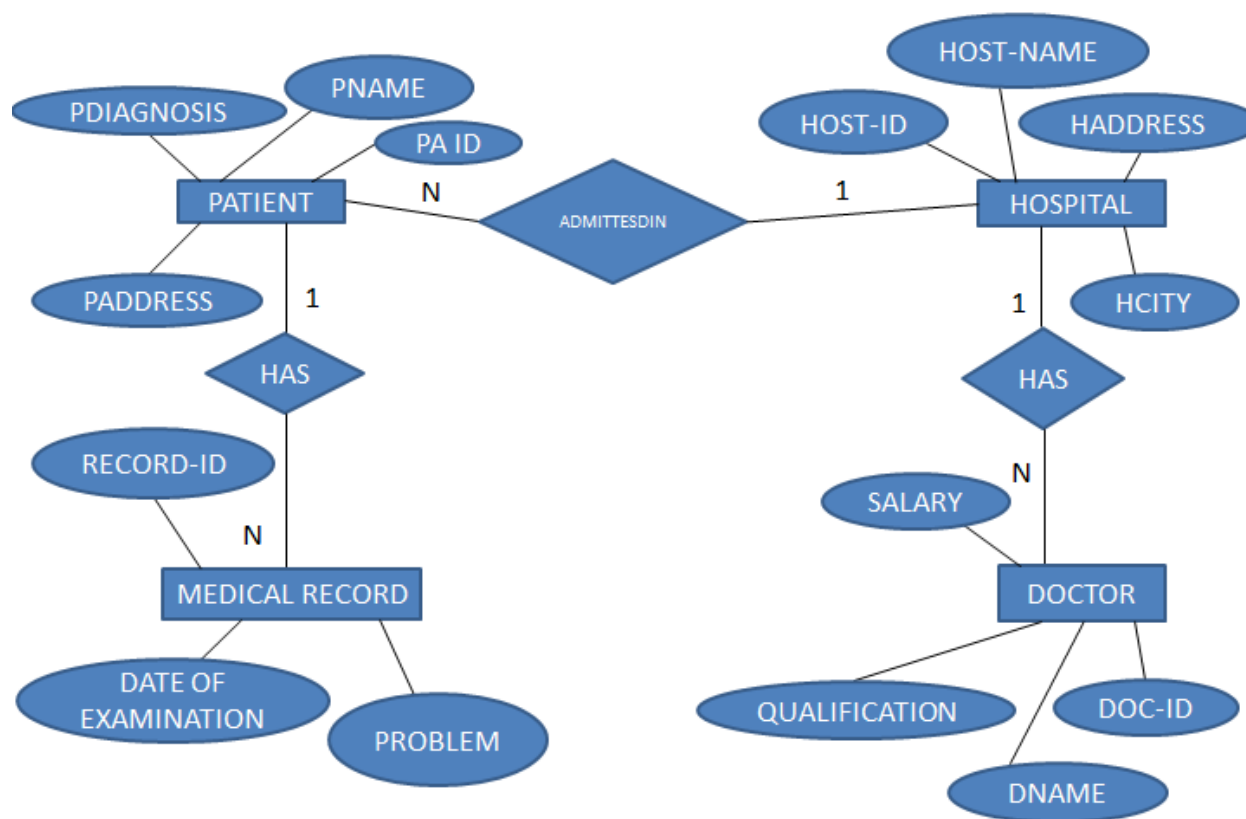 HOST-NAME
PNAME
PDIAGNOSIS
HOST-ID
HADDRESS
PA ID
PATIENT
N
ADMITTESDIN
1
HOSPITAL
PADDRESS
1
1
HCITY
HAS
HAS
RECORD-ID
N
SALARY
N
MEDICAL RECORD
DOCTOR
DATE OF
EXAMINATION
PROBLEM
QUALIFICATION
DOC-ID
DNAME